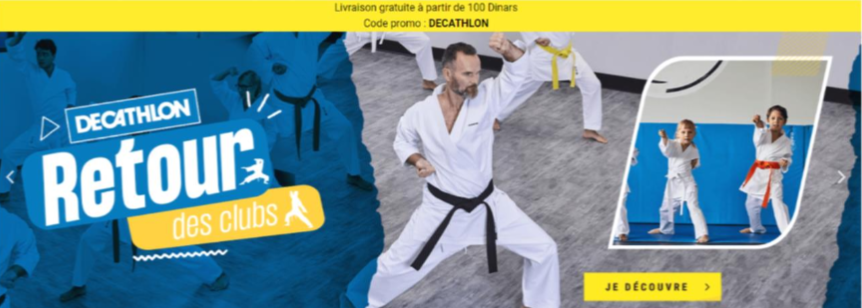 Livraison gratuite à partir de 100 Dinars
Code promo : DECATHLON
DECATHLON
Retour
des clubs
JE DÉCOUVRE